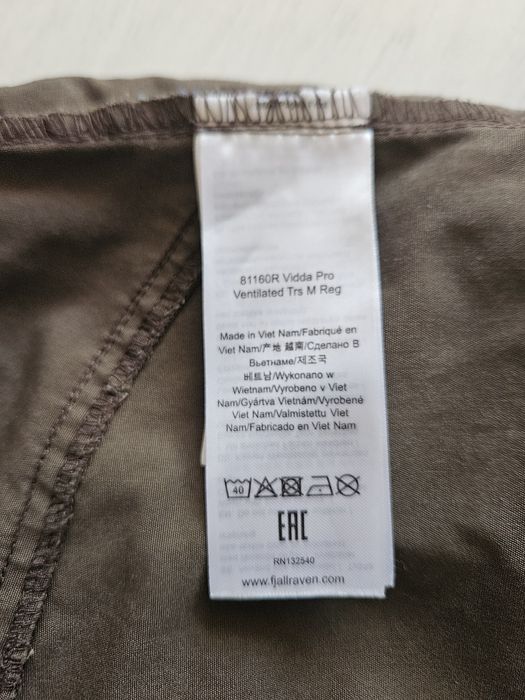 81160R Vidda Pro
Ventilated Trs M Reg
Made in Viet Nam/Fabriqué en
Viet Nam/产地 越南/Сделано В
Вьетнаме/제조국
베트남/Wykonano w
Wietnam/Vyrobeno v Viet
Nam/Gyártva Vietnám/Vyrobené
Viet Nam/Valmistettu Viet
Nam/Fabricado en Viet Nam
40
EAC
RN132540
www.fjallraven.com